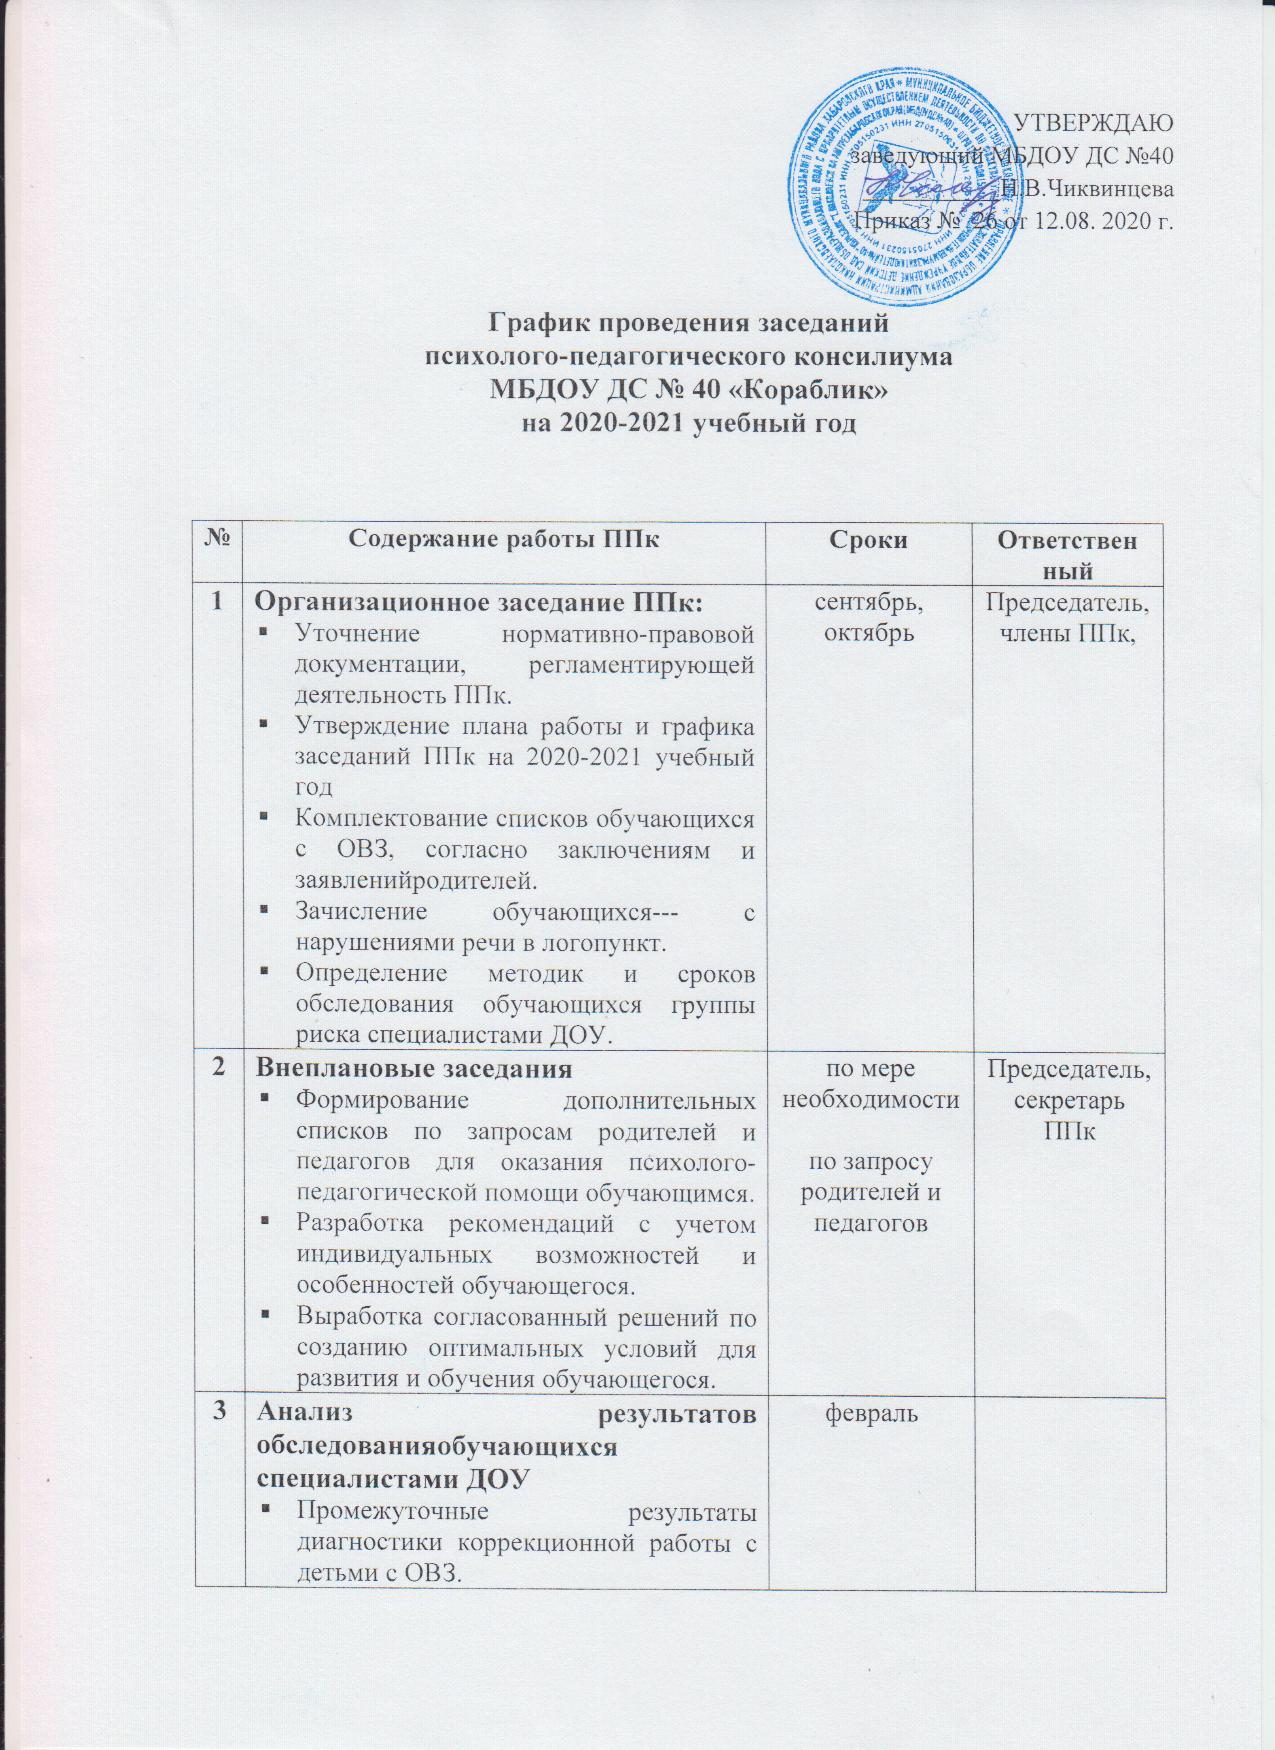 УТВЕРЖДАЮ
заведующий МБДОУ ДС №40
Н.В.Чиквинцева
Приказ № 26 от 12.08. 2020 г.
График проведения заседаний
психолого-педагогического консилиума
МБДОУ ДС № 40 «Кораблик»
на 2020-2021 учебный год
№ Содержание работы ППк Сроки Ответствен
ный
1 Организационное заседание ППк: сентябрь, Председатель,
▪ Уточнение нормативно-правовой октябрь члены ППк,
документации, регламентирующей
деятельность ППк.
▪ Утверждение плана работы и графика
заседаний ППк на 2020-2021 учебный
год
▪ Комплектование списков обучающихся
с ОВЗ, согласно заключениям и
заявленийродителей.
▪ Зачисление обучающихся--- с
нарушениями речи в логопункт.
▪ Определение методик и сроков
обследования обучающихся группы
риска специалистами ДОУ.
2 Внеплановые заседания по мере Председатель,
▪ Формирование дополнительных необходимости секретарь
списков по запросам родителей и ППк
педагогов для оказания психолого- по запросу
педагогической помощи обучающимся. родителей и
▪ Разработка рекомендаций с учетом педагогов
индивидуальных возможностей и
особенностей обучающегося.
▪ Выработка согласованный решений по
созданию оптимальных условий для
развития и обучения обучающегося.
3 Анализ результатов февраль
обследованияобучающихся
специалистами ДОУ
▪ Промежуточные результаты
диагностики коррекционной работы с
детьми с ОВЗ.